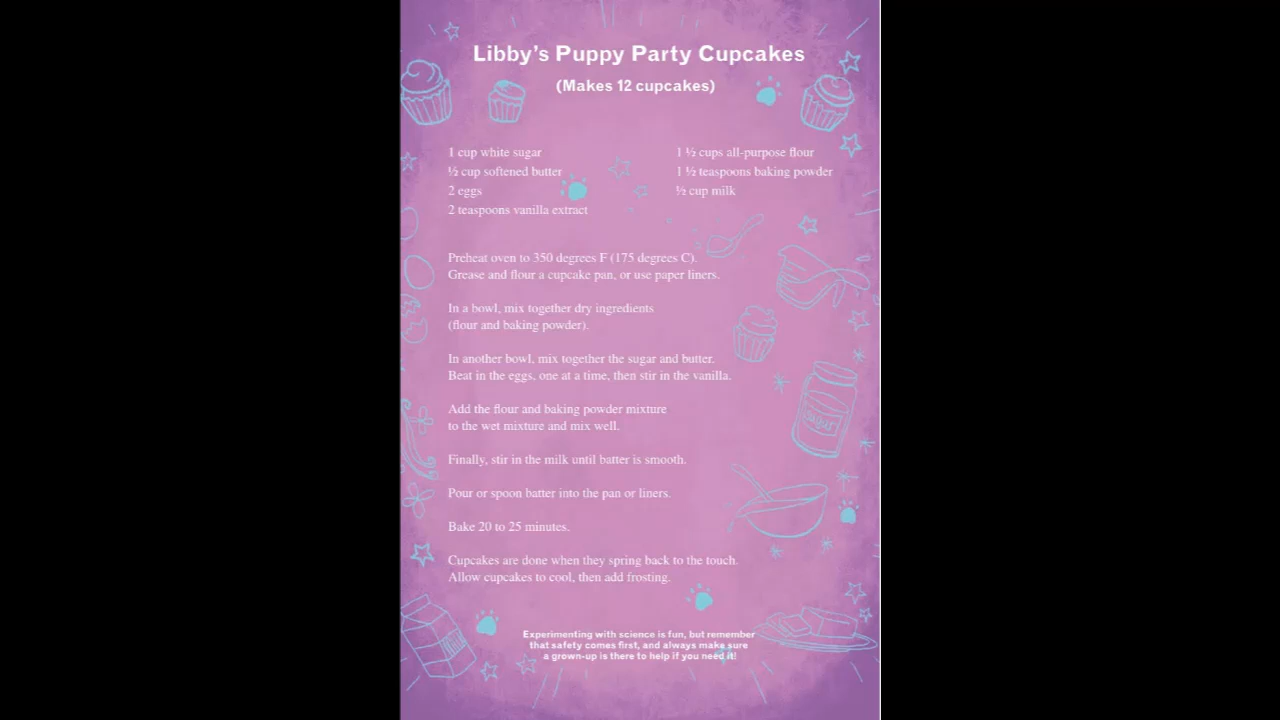 Libby's Puppy Party Cupcakes
(Makes 12 cupcakes)
1 cup white sugar
½ cup softened butter
2 eggs
2 teaspoons vanilla extract
1 ½ cups all-purpose flour
1 ½ teaspoons baking powder
½ cup milk
Preheat oven to 350 degrees F (175 degrees C).
Grease and flour a cupcake pan, or use paper liners.
In a bowl, mix together dry ingredients
(flour and baking powder).
In another bowl, mix together the sugar and butter.
Beat in the eggs, one at a time, then stir in the vanilla.
Add the flour and baking powder mixture
to the wet mixture and mix well.
Finally, stir in the milk until batter is smooth.
Pour or spoon batter into the pan or liners.
Bake 20 to 25 minutes.
Cupcakes are done when they spring back to the touch.
Allow cupcakes to cool, then add frosting.
Sugar
Experimenting with science is fun, but remember
that safety comes first, and always make sure
a grown-up is there to help if you need it!